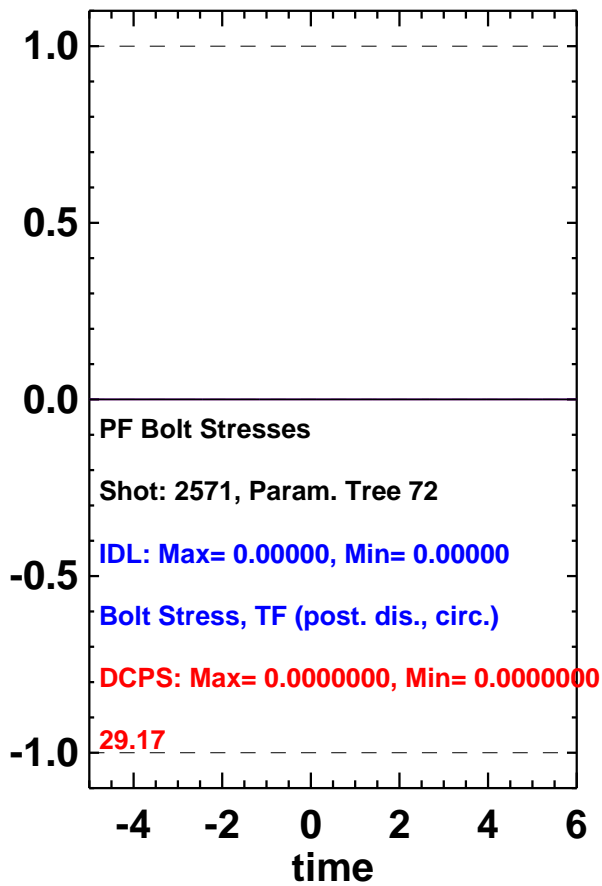 1.0
0.5
0.0
PF Bolt Stresses
Shot: 2571, Param. Tree 72
IDL: Max= 0.00000, Min= 0.00000
-0.5
Bolt Stress, TF (post. dis., circ.)
DCPS: Max= 0.0000000, Min= 0.0000000
29.17
-1.0
-4 -2 0 2 4 6
time